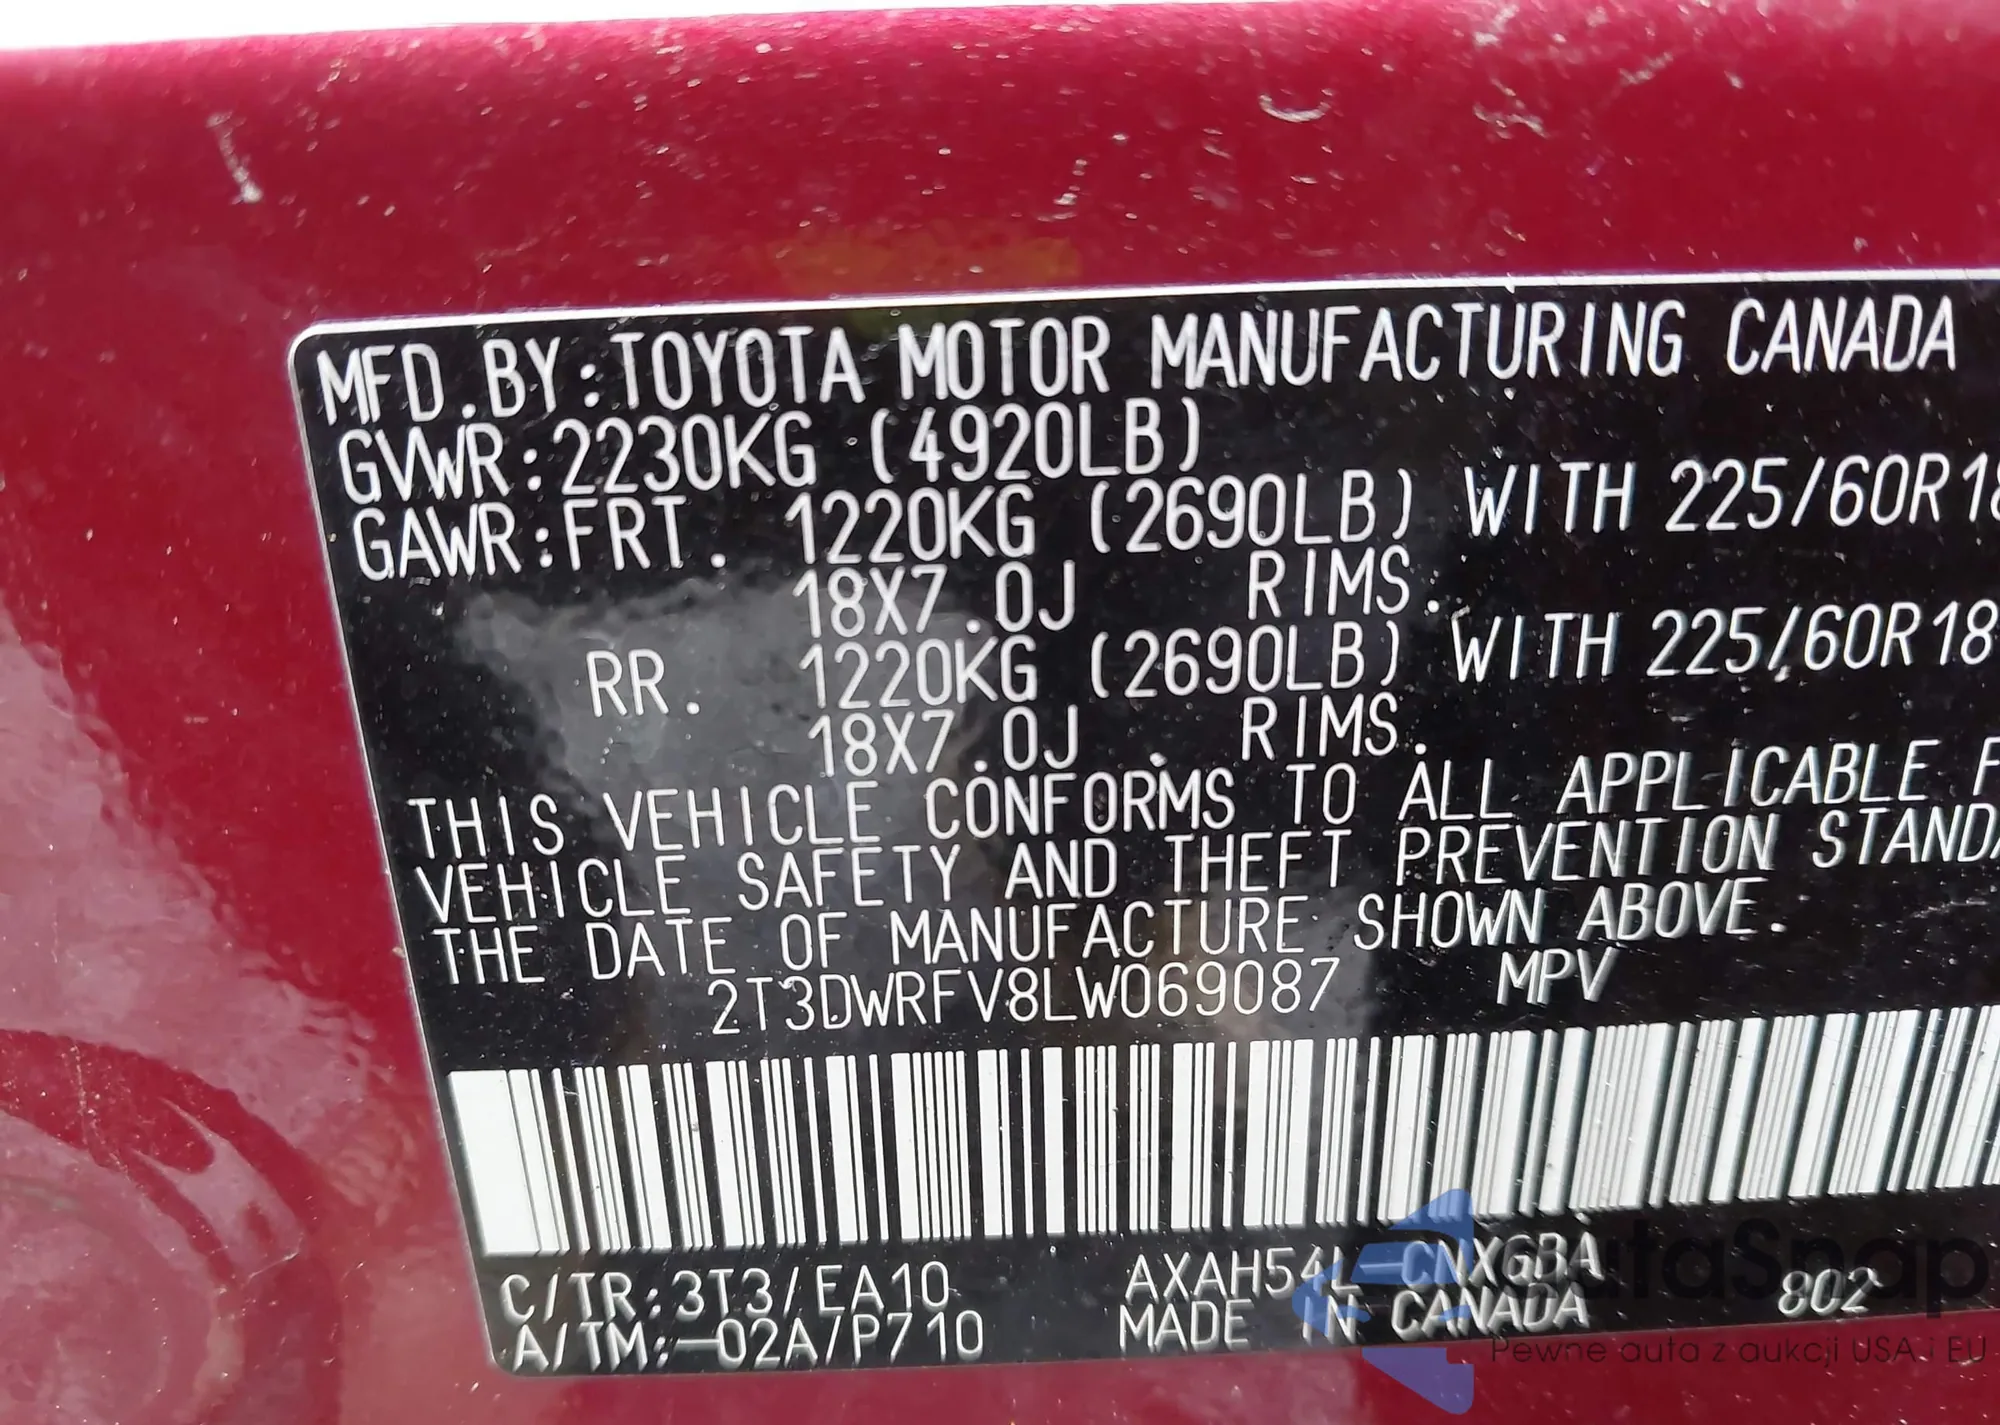 MFD.BY:TOYOTA MOTOR MANUFACTURING CANADA
GVWR:2230KG (4920LB)
GAWR:FRT. 1220KG (2690LB) WITH 225/60R18
18X7.0J RIMS.
RR. 1220KG (2690LB) WITH 225/60R18
18X7.0J . RIMS.
THIS VEHICLE CONFORMS TO ALL APPLICABLE F
VEHICLE SAFETY AND THEFT PREVENTION STANDA
THE DATE OF MANUFACTURE SHOWN ABOVE.
2T3DWRFV8LW069087 MPV
C/TR:3T3/EA10 AXAH54L-CNXGBA
A/TM:-02A/P710 MADE IN CANADA 802
autaSnap
Pewne auta z aukcji USA i EU